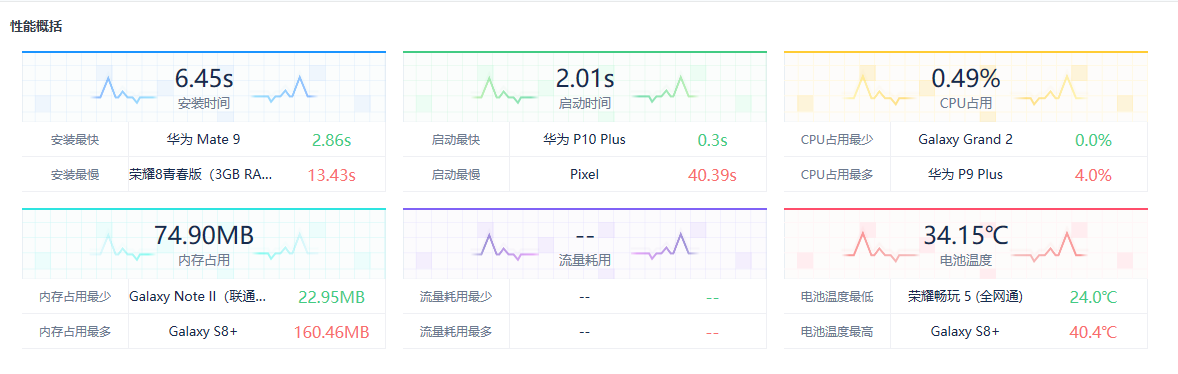 性能概括
6.45s
安装时间
安装最快 华为 Mate 9 2.86s
安装最慢 荣耀8青春版（3GB RA... 13.43s
2.01s
启动时间
启动最快 华为 P10 Plus 0.3s
启动最慢 Pixel 40.39s
0.49%
CPU占用
CPU占用最少 Galaxy Grand 2 0.0%
CPU占用最多 华为 P9 Plus 4.0%
74.90MB
内存占用
内存占用最少 Galaxy Note II（联通... 22.95MB
内存占用最多 Galaxy S8+ 160.46MB
--
流量耗用
流量耗用最少 -- --
流量耗用最多 -- --
34.15℃
电池温度
电池温度最低 荣耀畅玩 5 (全网通) 24.0℃
电池温度最高 Galaxy S8+ 40.4℃